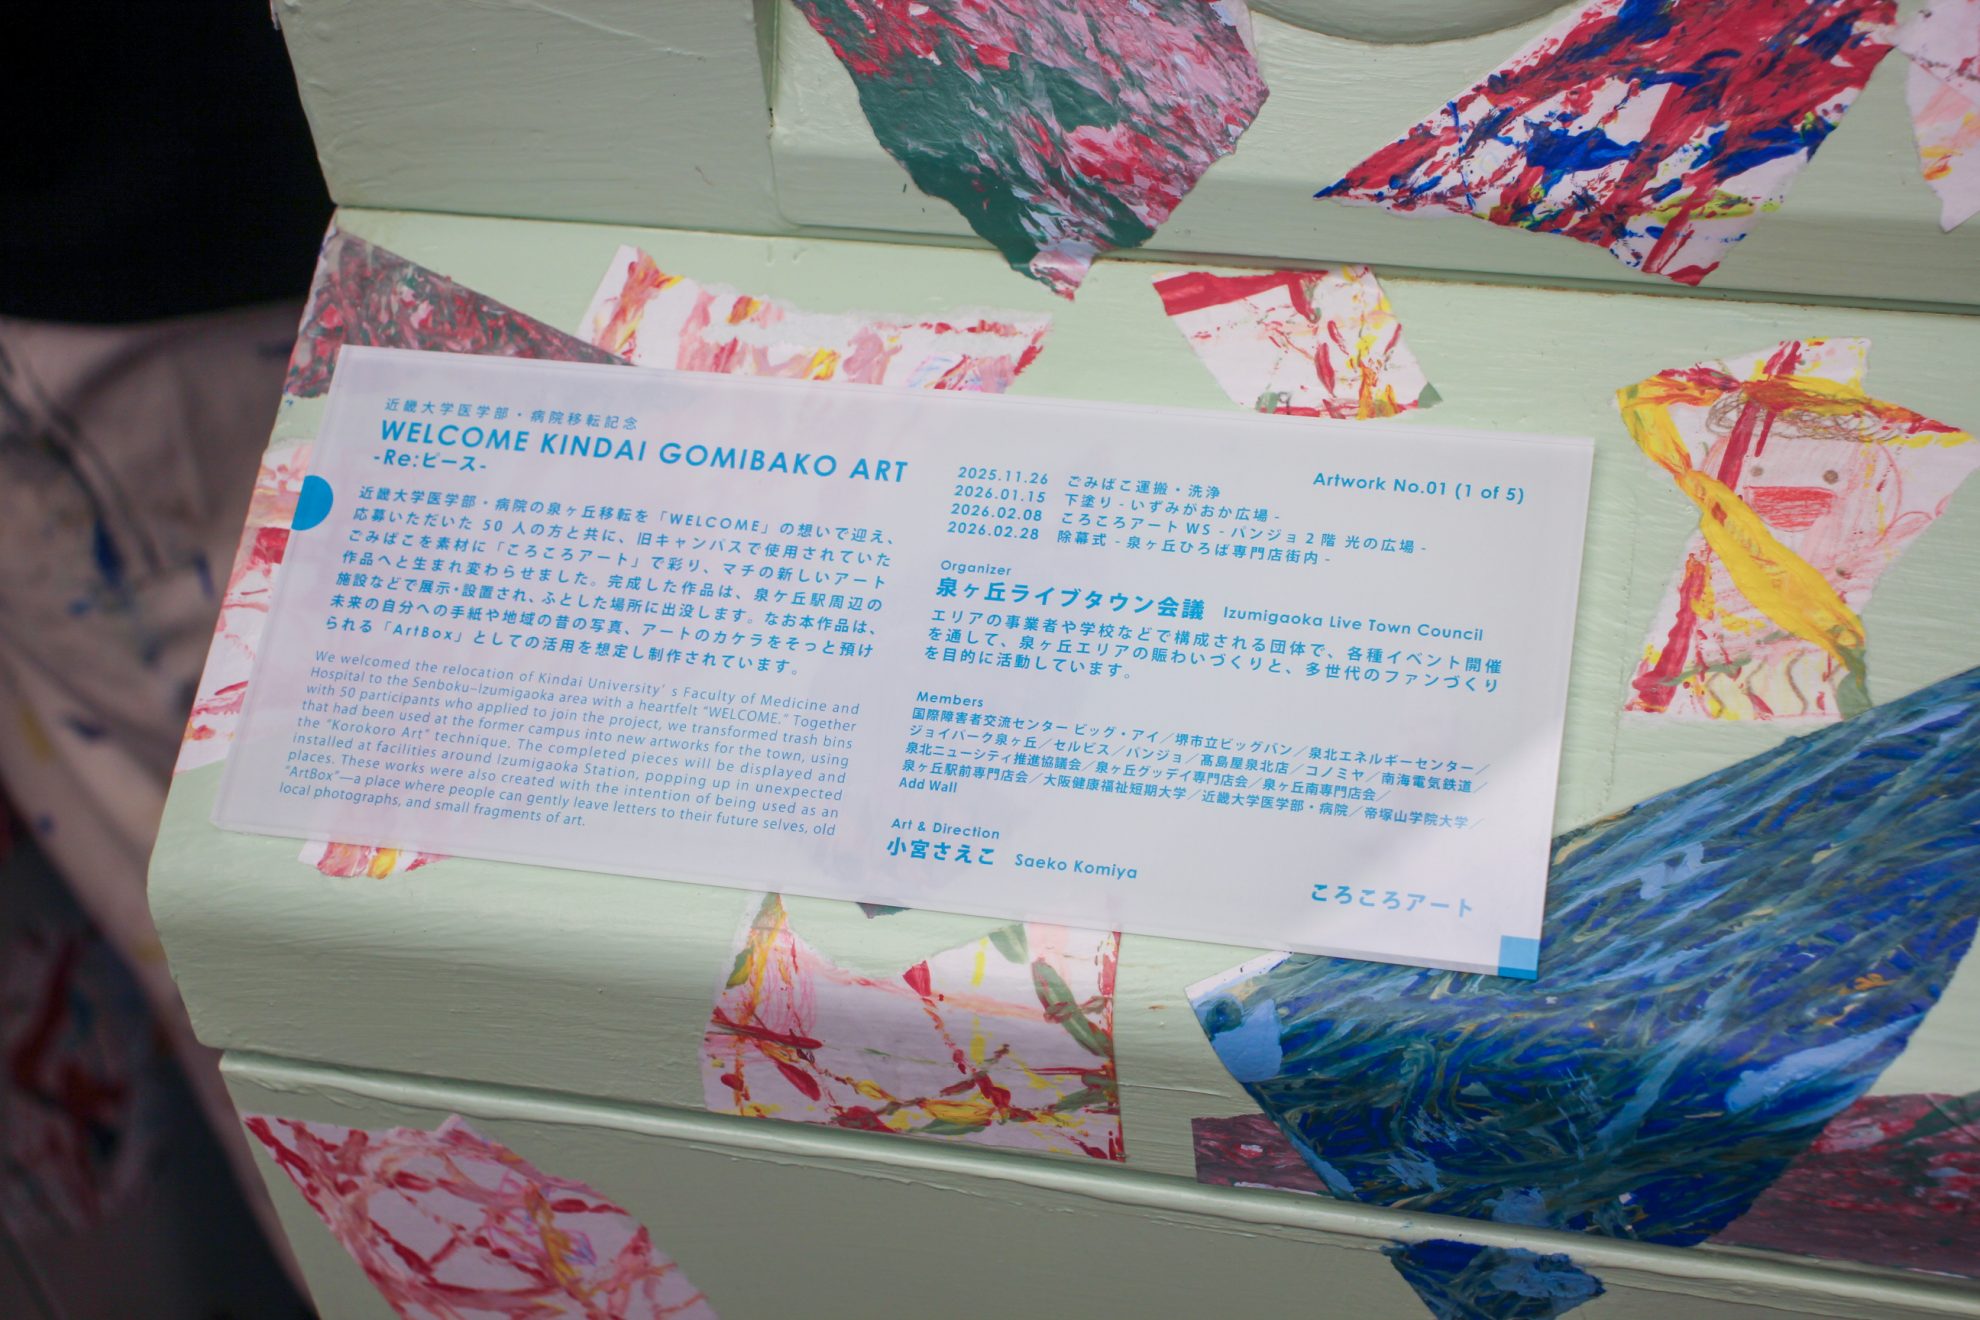 近畿大学医学部・病院移転記念
WELCOME KINDAI GOMIBAKO ART
-Re:ピース-
近畿大学医学部・病院の泉ヶ丘移転を「WELCOME」の想いで迎え、
応募いただいた 50 人の方と共に、旧キャンパスで使用されていた
ごみばこを素材に「ころころアート」で彩り、マチの新しいアート
作品へと生まれ変わらせました。完成した作品は、泉ケ丘駅周辺の
施設などで展示・設置され、ふとした場所に出没します。なお本作品は、
未来の自分への手紙や地域の昔の写真、アートのカケラをそっと預け
られる「ArtBox」としての活用を想定し制作されています。
We welcomed the relocation of Kindai University’ s Faculty of Medicine and
Hospital to the Senboku–Izumigaoka area with a heartfelt “WELCOME.” Together
with 50 participants who applied to join the project, we transformed trash bins
that had been used at the former campus into new artworks for the town, using
the “Korokoro Art” technique. The completed pieces will be displayed and
installed at facilities around Izumigaoka Station, popping up in unexpected
places. These works were also created with the intention of being used as an
“ArtBox”—a place where people can gently leave letters to their future selves, old
local photographs, and small fragments of art.
Artwork No.01 (1 of 5)
2025.11.26 ごみばこ運搬・洗浄
2026.01.15 下塗り - いずみがおか広場 -
2026.02.08 ころころアート WS - パンジョ 2 階 光の広場 -
2026.02.28 除幕式 - 泉ヶ丘ひろば専門店街内 -
Organizer
泉ヶ丘ライブタウン会議 Izumigaoka Live Town Council
エリアの事業者や学校などで構成される団体で、各種イベント開催
を通して、泉ヶ丘エリアの賑わいづくりと、多世代のファンづくり
を目的に活動しています。
Members
国際障害者交流センター ビッグ・アイ／堺市立ビッグバン／泉北エネルギーセンター／
ジョイパーク泉ヶ丘／セルビス／パンジョ／髙島屋泉北店／コノミヤ／南海電気鉄道／
泉北ニューシティ推進協議会／泉ヶ丘グッデイ専門店会／泉ヶ丘南専門店会／
泉ヶ丘駅前専門店会／大阪健康福祉短期大学／近畿大学医学部・病院／帝塚山学院大学／
Add Wall
Art & Direction
小宮さえこ Saeko Komiya
ころころアート